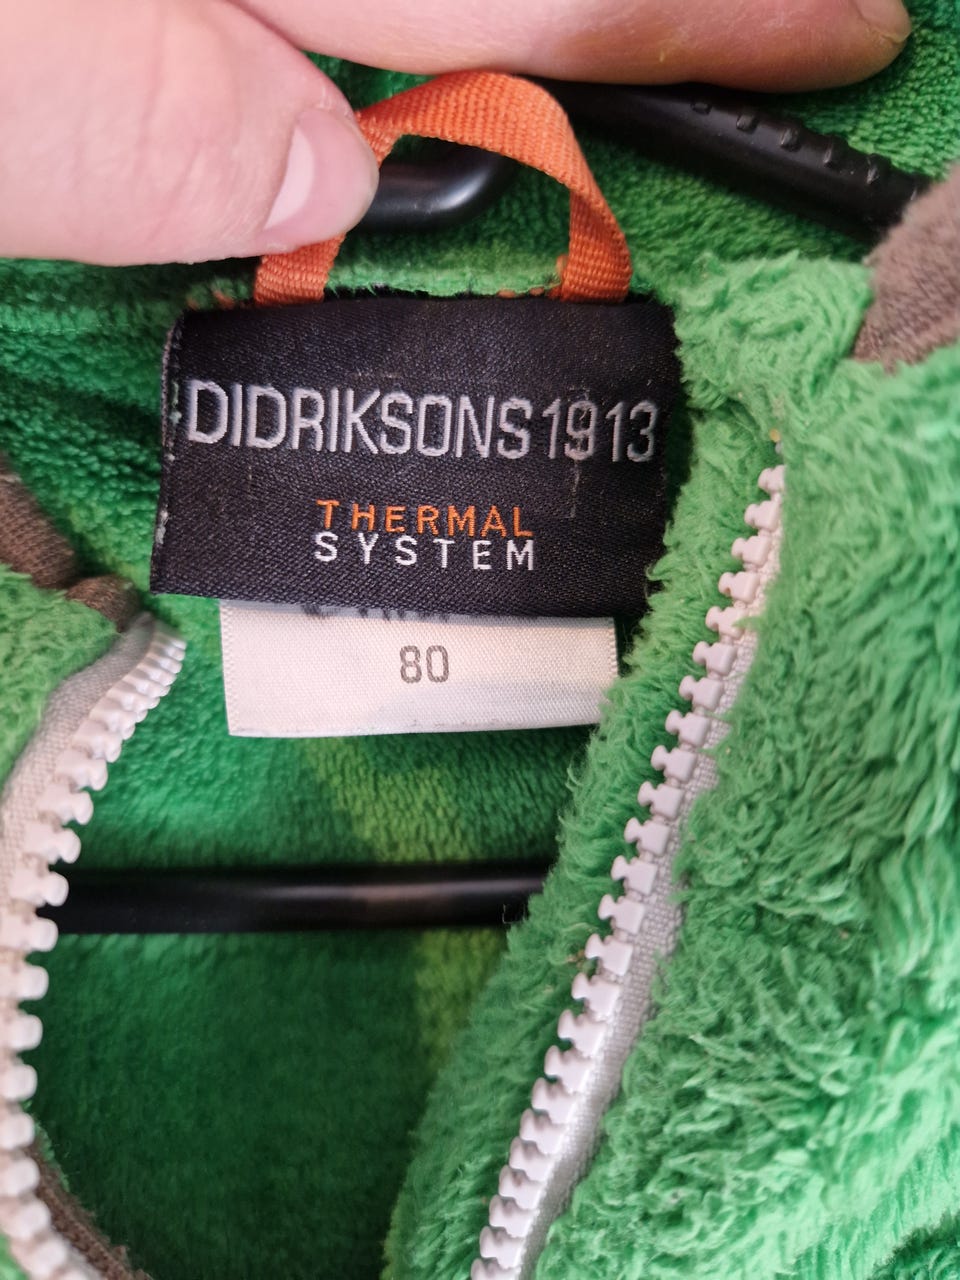 DIDRIKSONS1913
THERMAL
SYSTEM
80